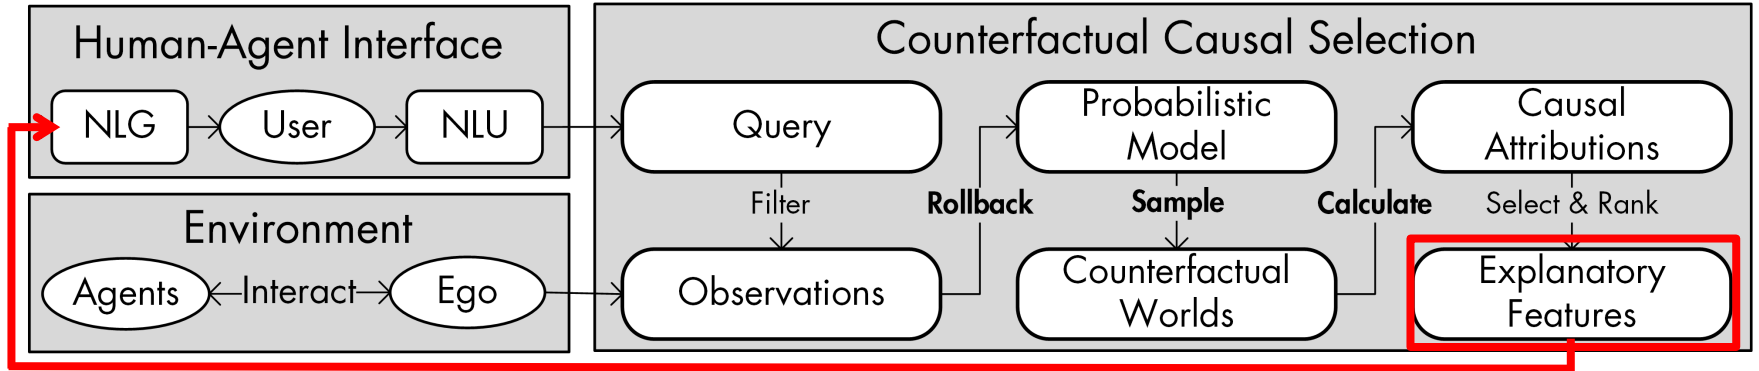 Human-Agent Interface
NLG
User
NLU
Environment
Agents
Interact
Ego
Counterfactual Causal Selection
Query
Filter
Observations
Rollback
Probabilistic
Model
Sample
Counterfactual
Worlds
Calculate
Causal
Attributions
Select & Rank
Explanatory
Features